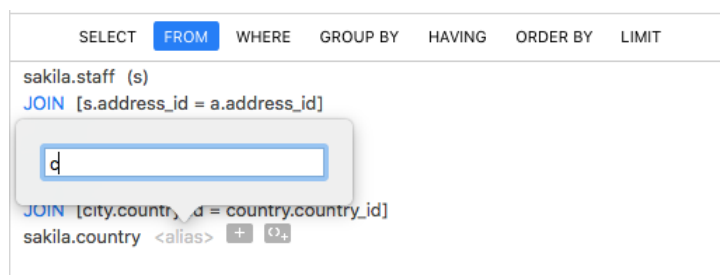 SELECT FROM WHERE GROUP BY HAVING ORDER BY LIMIT
sakila.staff (s)
JOIN [s.address_id = a.address_id]
c
JOIN [city.country_id = country.country_id]
sakila.country <alias>